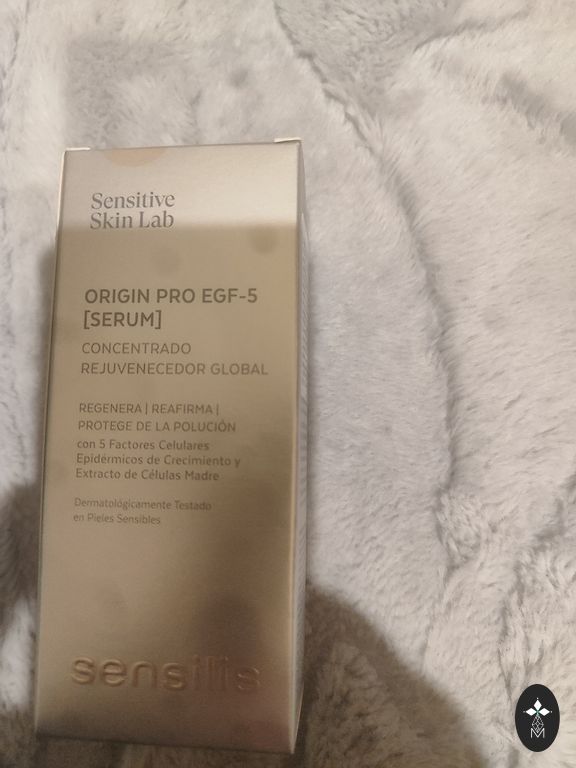 Sensitive
Skin Lab
ORIGIN PRO EGF-5
[SERUM]
CONCENTRADO
REJUVENECEDOR GLOBAL
REGENERA | REAFIRMA |
PROTEGE DE LA POLUCIÓN
con 5 Factores Celulares
Epidérmicos de Crecimiento y
Extracto de Células Madre
Dermatológicamente Testado
en Pieles Sensibles
sensilis
M